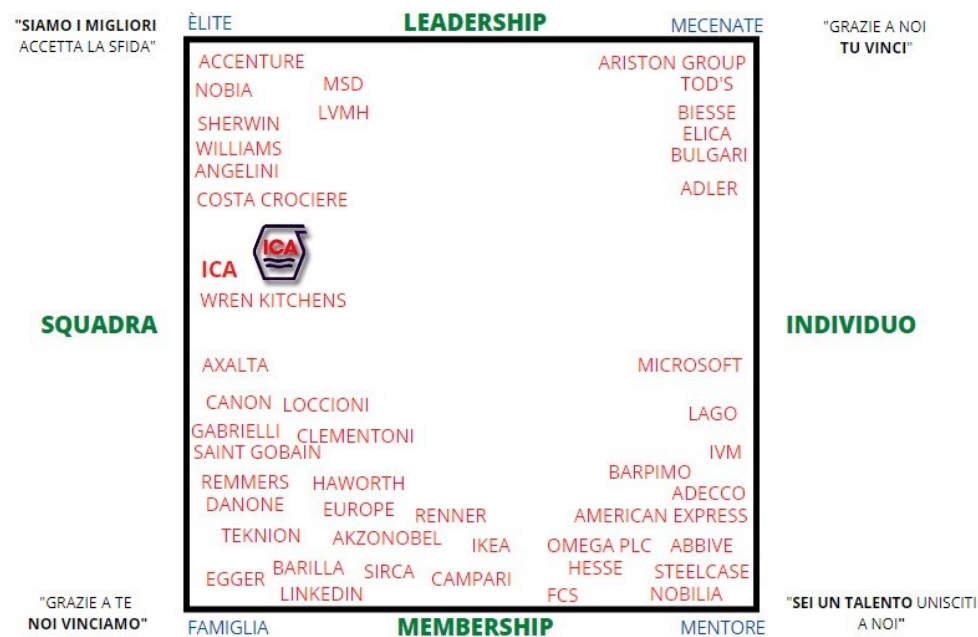 "SIAMO I MIGLIORI
ACCETTA LA SFIDA"
ÈLITE
LEADERSHIP
MECENATE
"GRAZIE A NOI
TU VINCI"
ACCENTURE
ARISTON GROUP
NOBIA
MSD
TOD'S
LVMH
BIESSE
SHERWIN
WILLIAMS
ELICA
ANGELINI
BULGARI
COSTA CROCIERE
ADLER
ICA
ICA
WREN KITCHENS
SQUADRA
INDIVIDUO
AXALTA
MICROSOFT
CANON LOCCIONI
LAGO
GABRIELLI CLEMENTONI
SAINT GOBAIN
IVM
BARPIMO
REMMERS HAWORTH
ADECCO
DANONE EUROPE RENNER
AMERICAN EXPRESS
TEKNION AKZONOBEL IKEA
OMEGA PLC ABBIVE
EGGER BARILLA SIRCA CAMPARI
HESSE STEELCASE
LINKEDIN
FCS NOBILIA
"GRAZIE A TE
NOI VINCIAMO"
FAMIGLIA
MEMBERSHIP
MENTORE
"SEI UN TALENTO UNISCITI
A NOI"